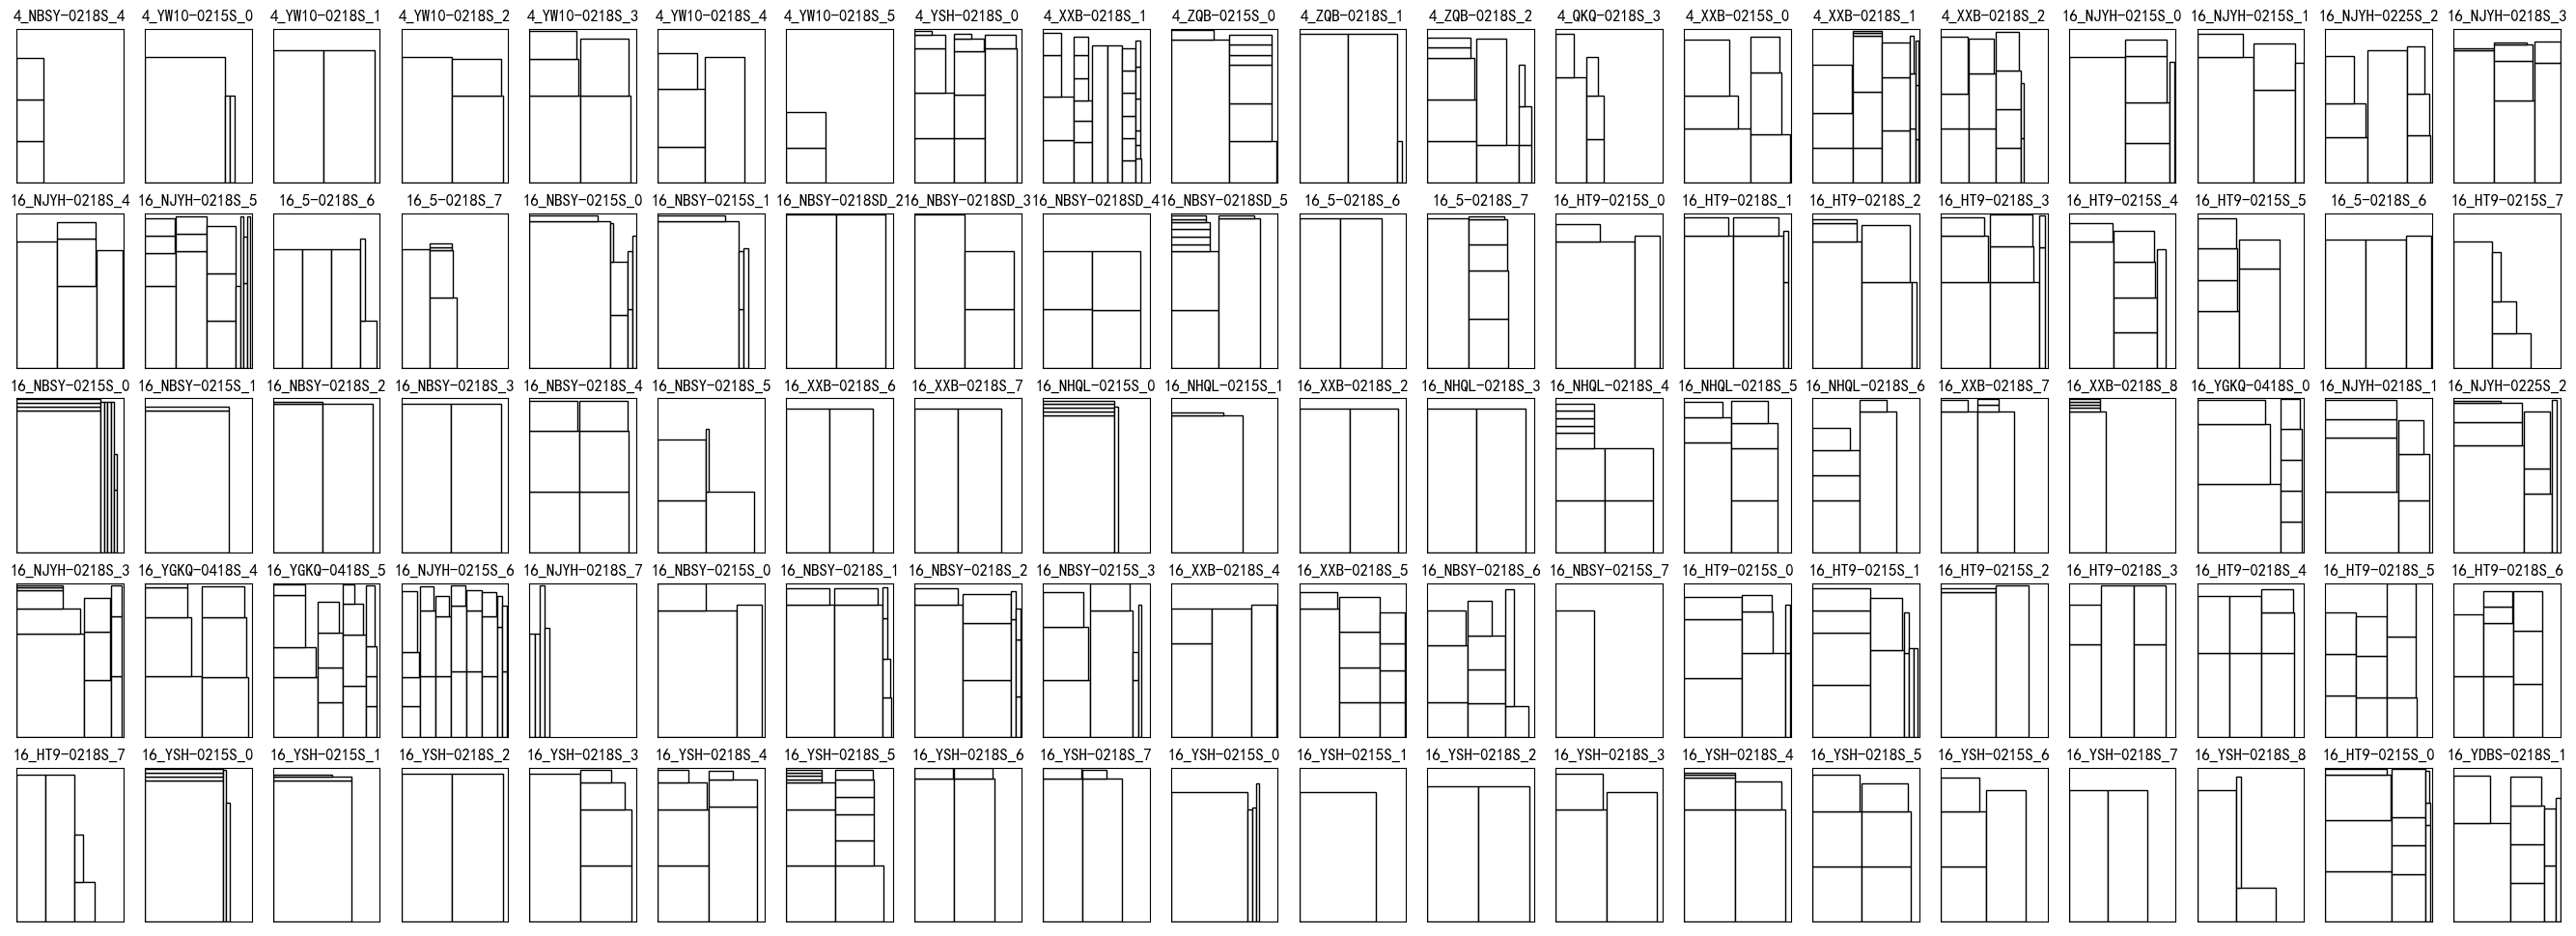 4_NBSY-0218S_4 4_YW10-0215S_0 4_YW10-0218S_1 4_YW10-0218S_2 4_YW10-0218S_3 4_YW10-0218S_4 4_YW10-0218S_5 4_YSH-0218S_0 4_XXB-0218S_1 4_ZQB-0215S_0 4_ZQB-0218S_1 4_ZQB-0218S_2 4_QKQ-0218S_3 4_XXB-0215S_0 4_XXB-0218S_1 4_XXB-0218S_2 16_NJYH-0215S_0 16_NJYH-0215S_1 16_NJYH-0225S_2 16_NJYH-0218S_3
16_NJYH-0218S_4 16_NJYH-0218S_5 16_5-0218S_6 16_5-0218S_7 16_NBSY-0215S_0 16_NBSY-0215S_1 16_NBSY-0218SD_2 16_NBSY-0218SD_3 16_NBSY-0218SD_4 16_NBSY-0218SD_5 16_5-0218S_6 16_5-0218S_7 16_HT9-0215S_0 16_HT9-0218S_1 16_HT9-0218S_2 16_HT9-0218S_3 16_HT9-0215S_4 16_HT9-0215S_5 16_5-0218S_6 16_HT9-0215S_7
16_NBSY-0215S_0 16_NBSY-0215S_1 16_NBSY-0218S_2 16_NBSY-0218S_3 16_NBSY-0218S_4 16_NBSY-0218S_5 16_XXB-0218S_6 16_XXB-0218S_7 16_NHQL-0215S_0 16_NHQL-0215S_1 16_XXB-0218S_2 16_NHQL-0218S_3 16_NHQL-0218S_4 16_NHQL-0218S_5 16_NHQL-0218S_6 16_XXB-0218S_7 16_XXB-0218S_8 16_YGKQ-0418S_0 16_NJYH-0218S_1 16_NJYH-0225S_2
16_NJYH-0218S_3 16_YGKQ-0418S_4 16_YGKQ-0418S_5 16_NJYH-0215S_6 16_NJYH-0218S_7 16_NBSY-0215S_0 16_NBSY-0218S_1 16_NBSY-0218S_2 16_NBSY-0215S_3 16_XXB-0218S_4 16_XXB-0218S_5 16_NBSY-0218S_6 16_NBSY-0215S_7 16_HT9-0215S_0 16_HT9-0215S_1 16_HT9-0215S_2 16_HT9-0218S_3 16_HT9-0218S_4 16_HT9-0218S_5 16_HT9-0218S_6
16_HT9-0218S_7 16_YSH-0215S_0 16_YSH-0215S_1 16_YSH-0218S_2 16_YSH-0218S_3 16_YSH-0218S_4 16_YSH-0218S_5 16_YSH-0218S_6 16_YSH-0218S_7 16_YSH-0215S_0 16_YSH-0215S_1 16_YSH-0218S_2 16_YSH-0218S_3 16_YSH-0218S_4 16_YSH-0218S_5 16_YSH-0215S_6 16_YSH-0218S_7 16_YSH-0218S_8 16_HT9-0215S_0 16_YDBS-0218S_1